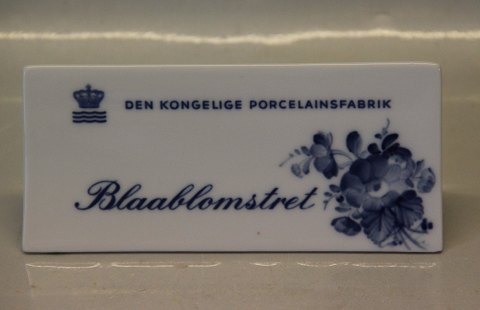 DEN KONGELIGE PORCELAINSFABRIK
Blaablomstret